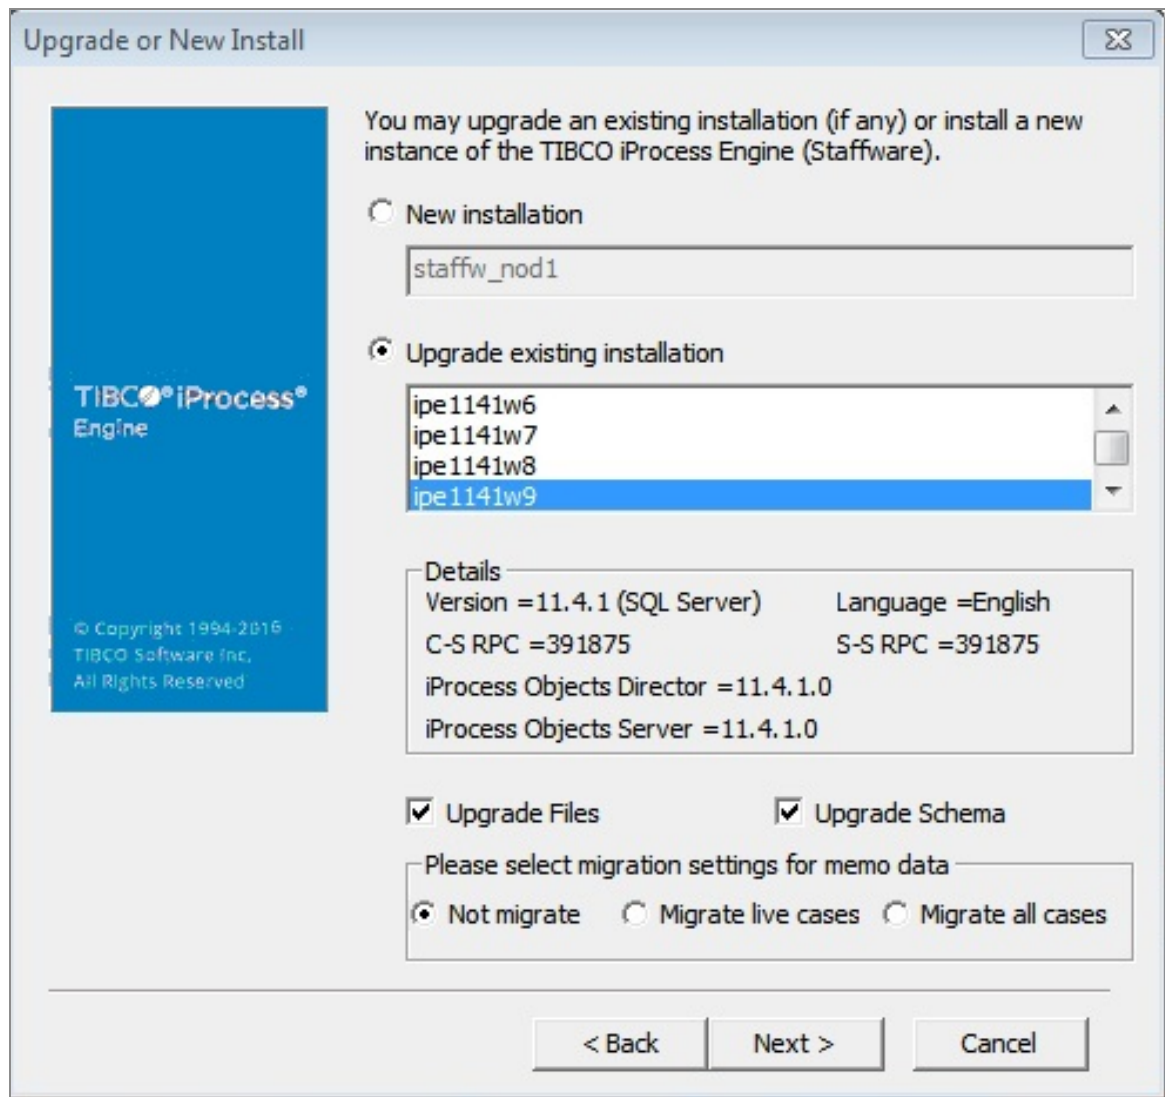 Upgrade or New Install
You may upgrade an existing installation (if any) or install a new
instance of the TIBCO iProcess Engine (Staffware).
New installation
staffw_nod1
Upgrade existing installation
ipe1141w6
ipe1141w7
ipe1141w8
ipe1141w9
TIBCO® iProcess®
Engine
© Copyright 1994-2016
TIBCO Software Inc.
All Rights Reserved
Details
Version =11.4.1 (SQL Server) Language =English
C-S RPC =391875 S-S RPC =391875
iProcess Objects Director =11.4.1.0
iProcess Objects Server =11.4.1.0
Upgrade Files Upgrade Schema
Please select migration settings for memo data
Not migrate Migrate live cases Migrate all cases
< Back Next > Cancel